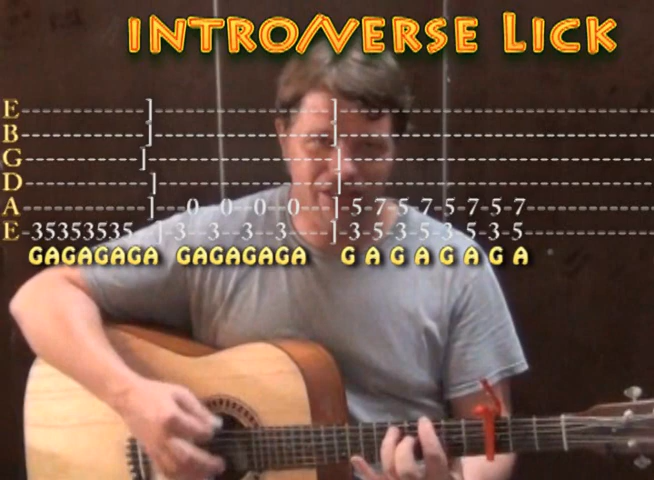 INTRO/VERSE LICK
E--------------]--------------------]-----------------------------------
B--------------]--------------------]-----------------------------------
G-------------]---------------------]-----------------------------------
D--------------]--------------------]-----------------------------------
A--------------]---0--0--0--0---]-5-7-5-7-5-7-5-7---------------
E-35353535---]-3--3--3--3-----]-3-5-3-5-3-5-3-5---------------
GAGAGAGA GAGAGAGA G A G A G A G A